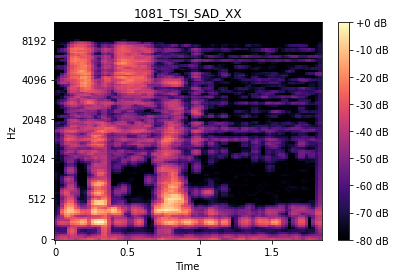 1081_TSI_SAD_XX
+0 dB
8192
-10 dB
4096
-20 dB
-30 dB
2048
Hz
-40 dB
1024
-50 dB
-60 dB
512
-70 dB
0
-80 dB
0
0.5
1
1.5
Time